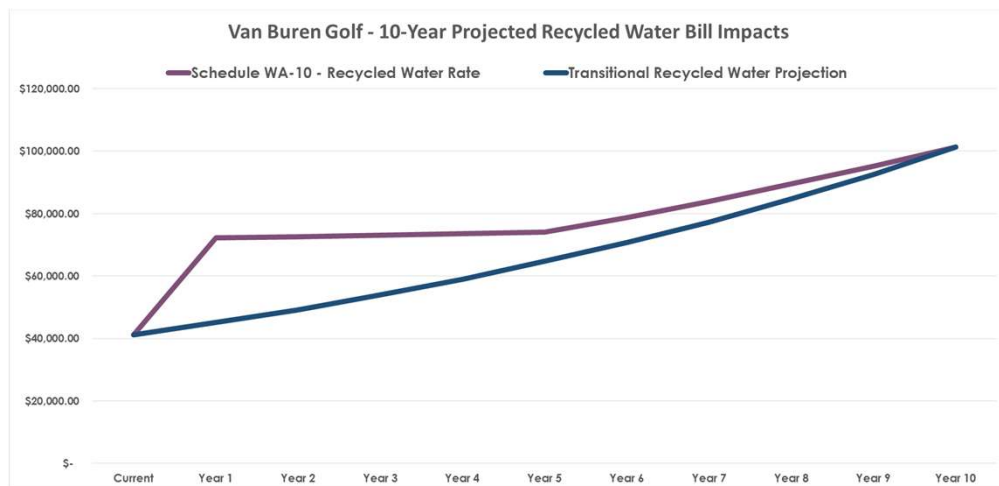 Van Buren Golf - 10-Year Projected Recycled Water Bill Impacts
Schedule WA-10 - Recycled Water Rate
Transitional Recycled Water Projection
$120,000.00
$100,000.00
$80,000.00
$60,000.00
$40,000.00
$20,000.00
$-
Current Year 1 Year 2 Year 3 Year 4 Year 5 Year 6 Year 7 Year 8 Year 9 Year 10